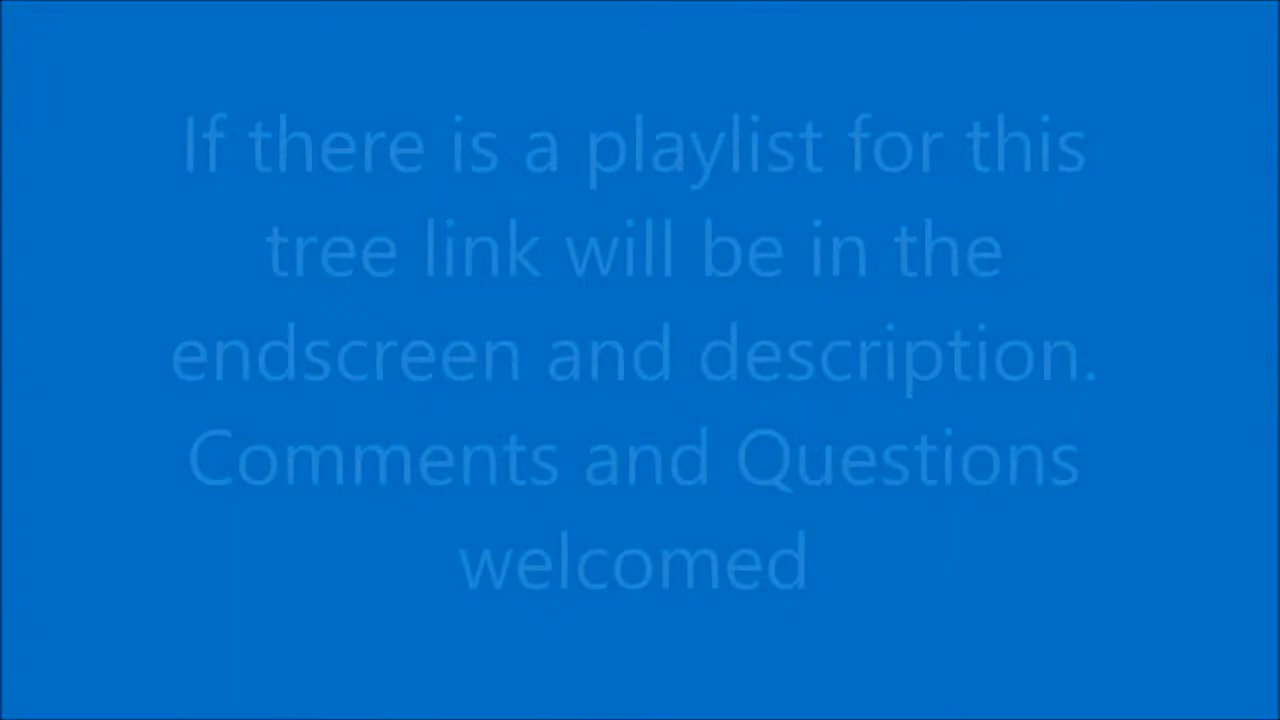 If there is a playlist for this
tree link will be in the
endscreen and description.
Comments and Questions
welcomed